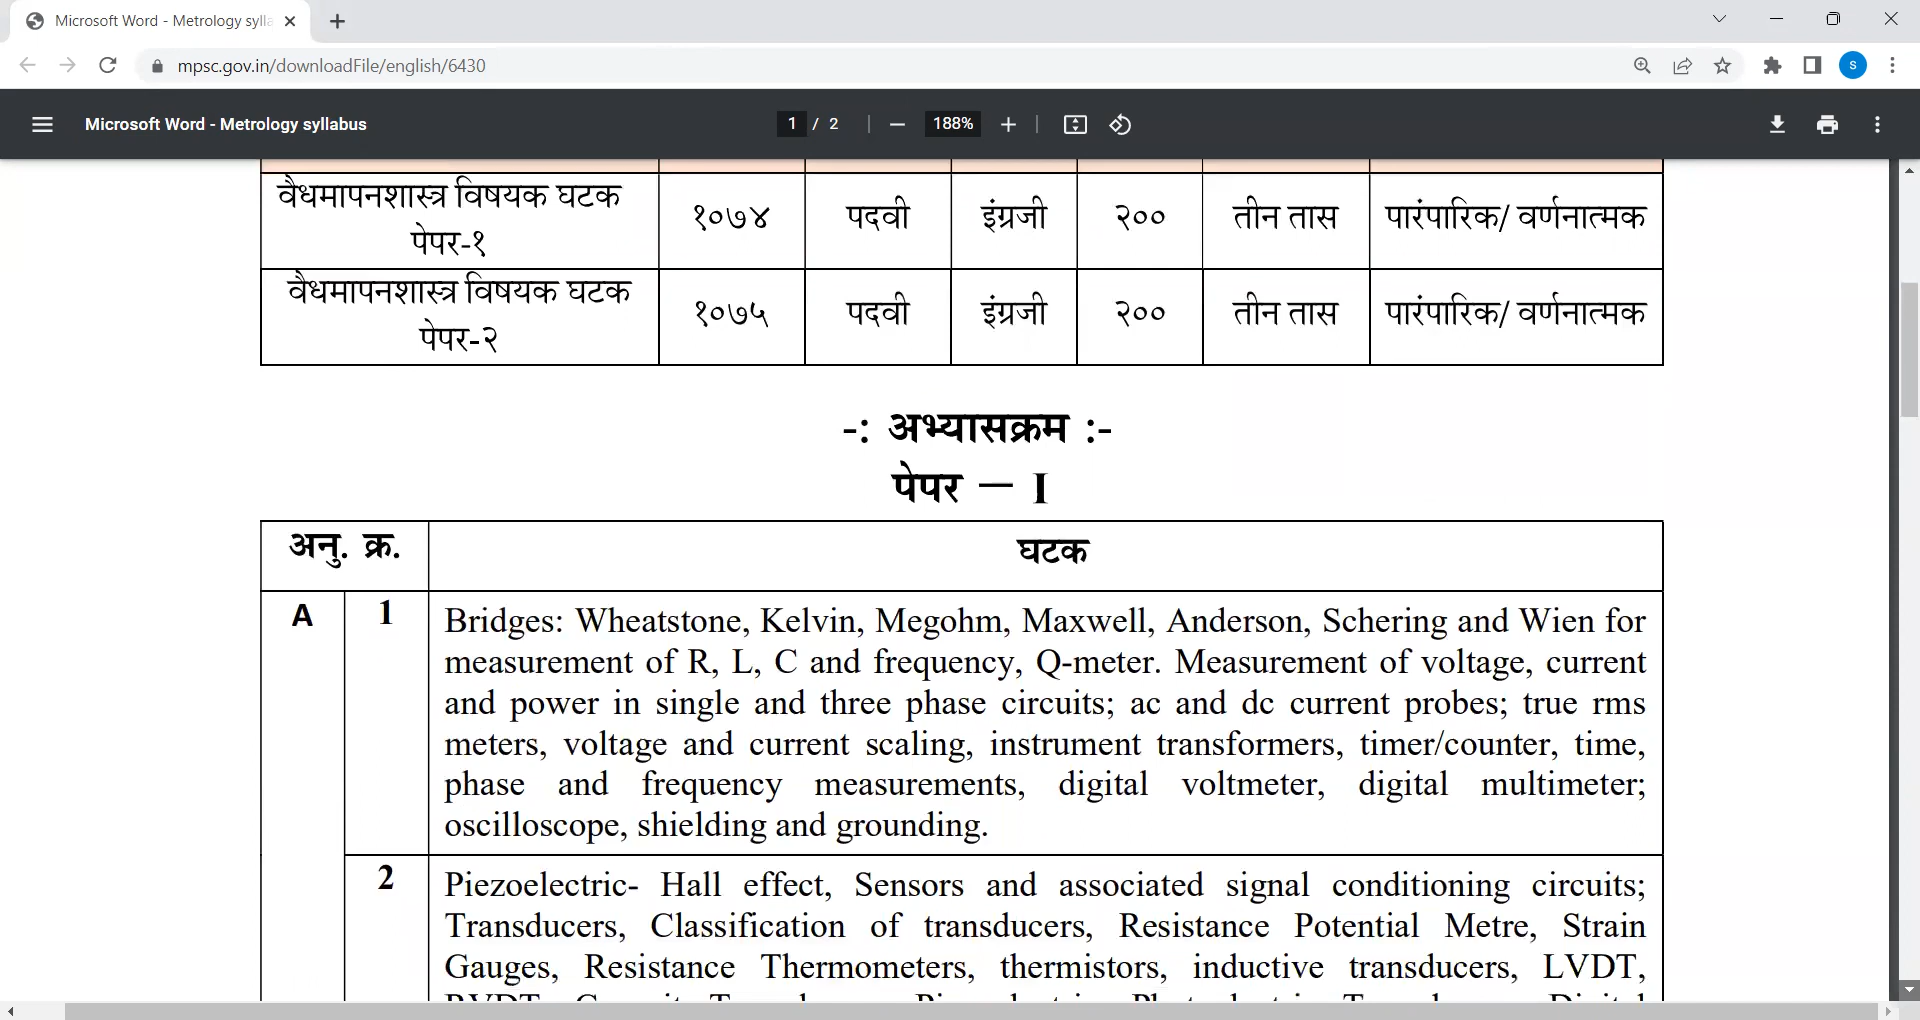 Microsoft Word - Metrology sylla
mpsc.gov.in/downloadFile/english/6430
S
Microsoft Word - Metrology syllabus
1 / 2
188%
वैधमापनशास्त्र विषयक घटक
पेपर-१
१०७४
पदवी
इंग्रजी
२००
तीन तास
पारंपारिक/ वर्णनात्मक
वैधमापनशास्त्र विषयक घटक
पेपर-२
१०७५
पदवी
इंग्रजी
२००
तीन तास
पारंपारिक/ वर्णनात्मक
-: अभ्यासक्रम :-
पेपर – I
अनु. क्र.
घटक
A
1
Bridges: Wheatstone, Kelvin, Megohm, Maxwell, Anderson, Schering and Wien for
measurement of R, L, C and frequency, Q-meter. Measurement of voltage, current
and power in single and three phase circuits; ac and dc current probes; true rms
meters, voltage and current scaling, instrument transformers, timer/counter, time,
phase and frequency measurements, digital voltmeter, digital multimeter;
oscilloscope, shielding and grounding.
2
Piezoelectric- Hall effect, Sensors and associated signal conditioning circuits;
Transducers, Classification of transducers, Resistance Potential Metre, Strain
Gauges, Resistance Thermometers, thermistors, inductive transducers, LVDT,